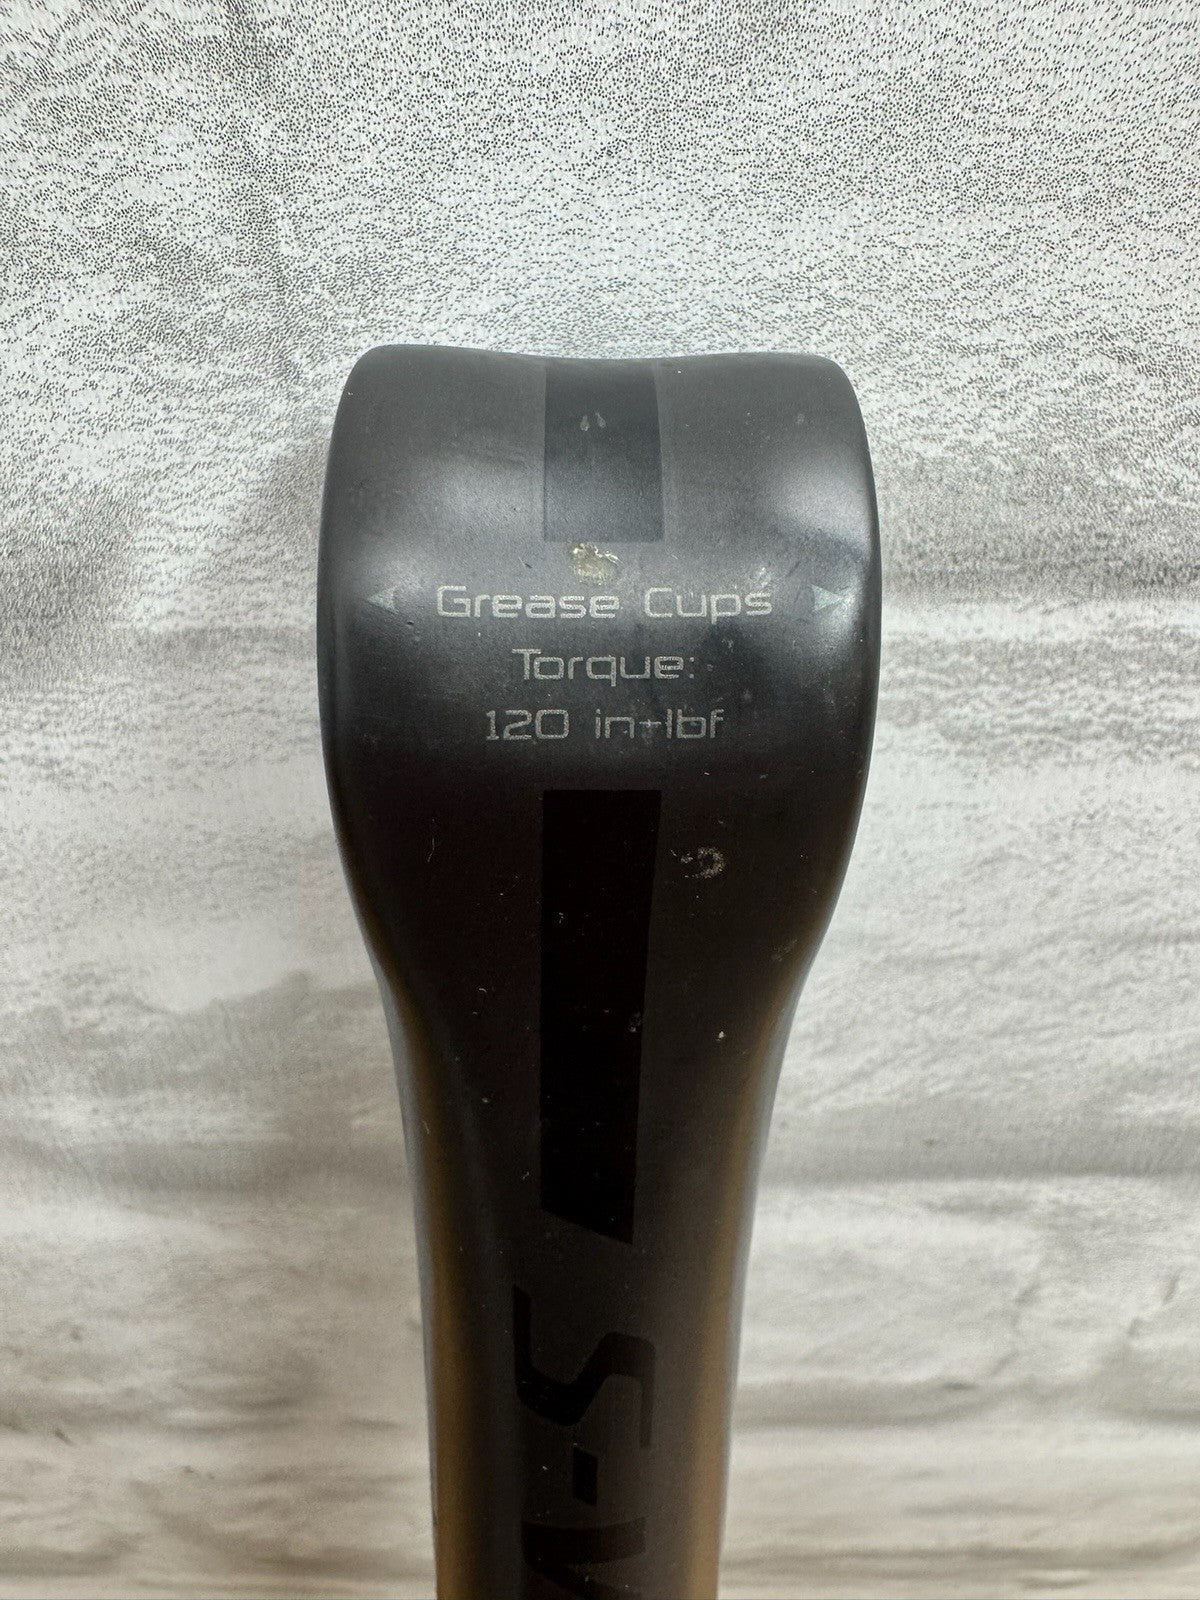 Grease Cups
Torque:
120 in-lbf
S-W